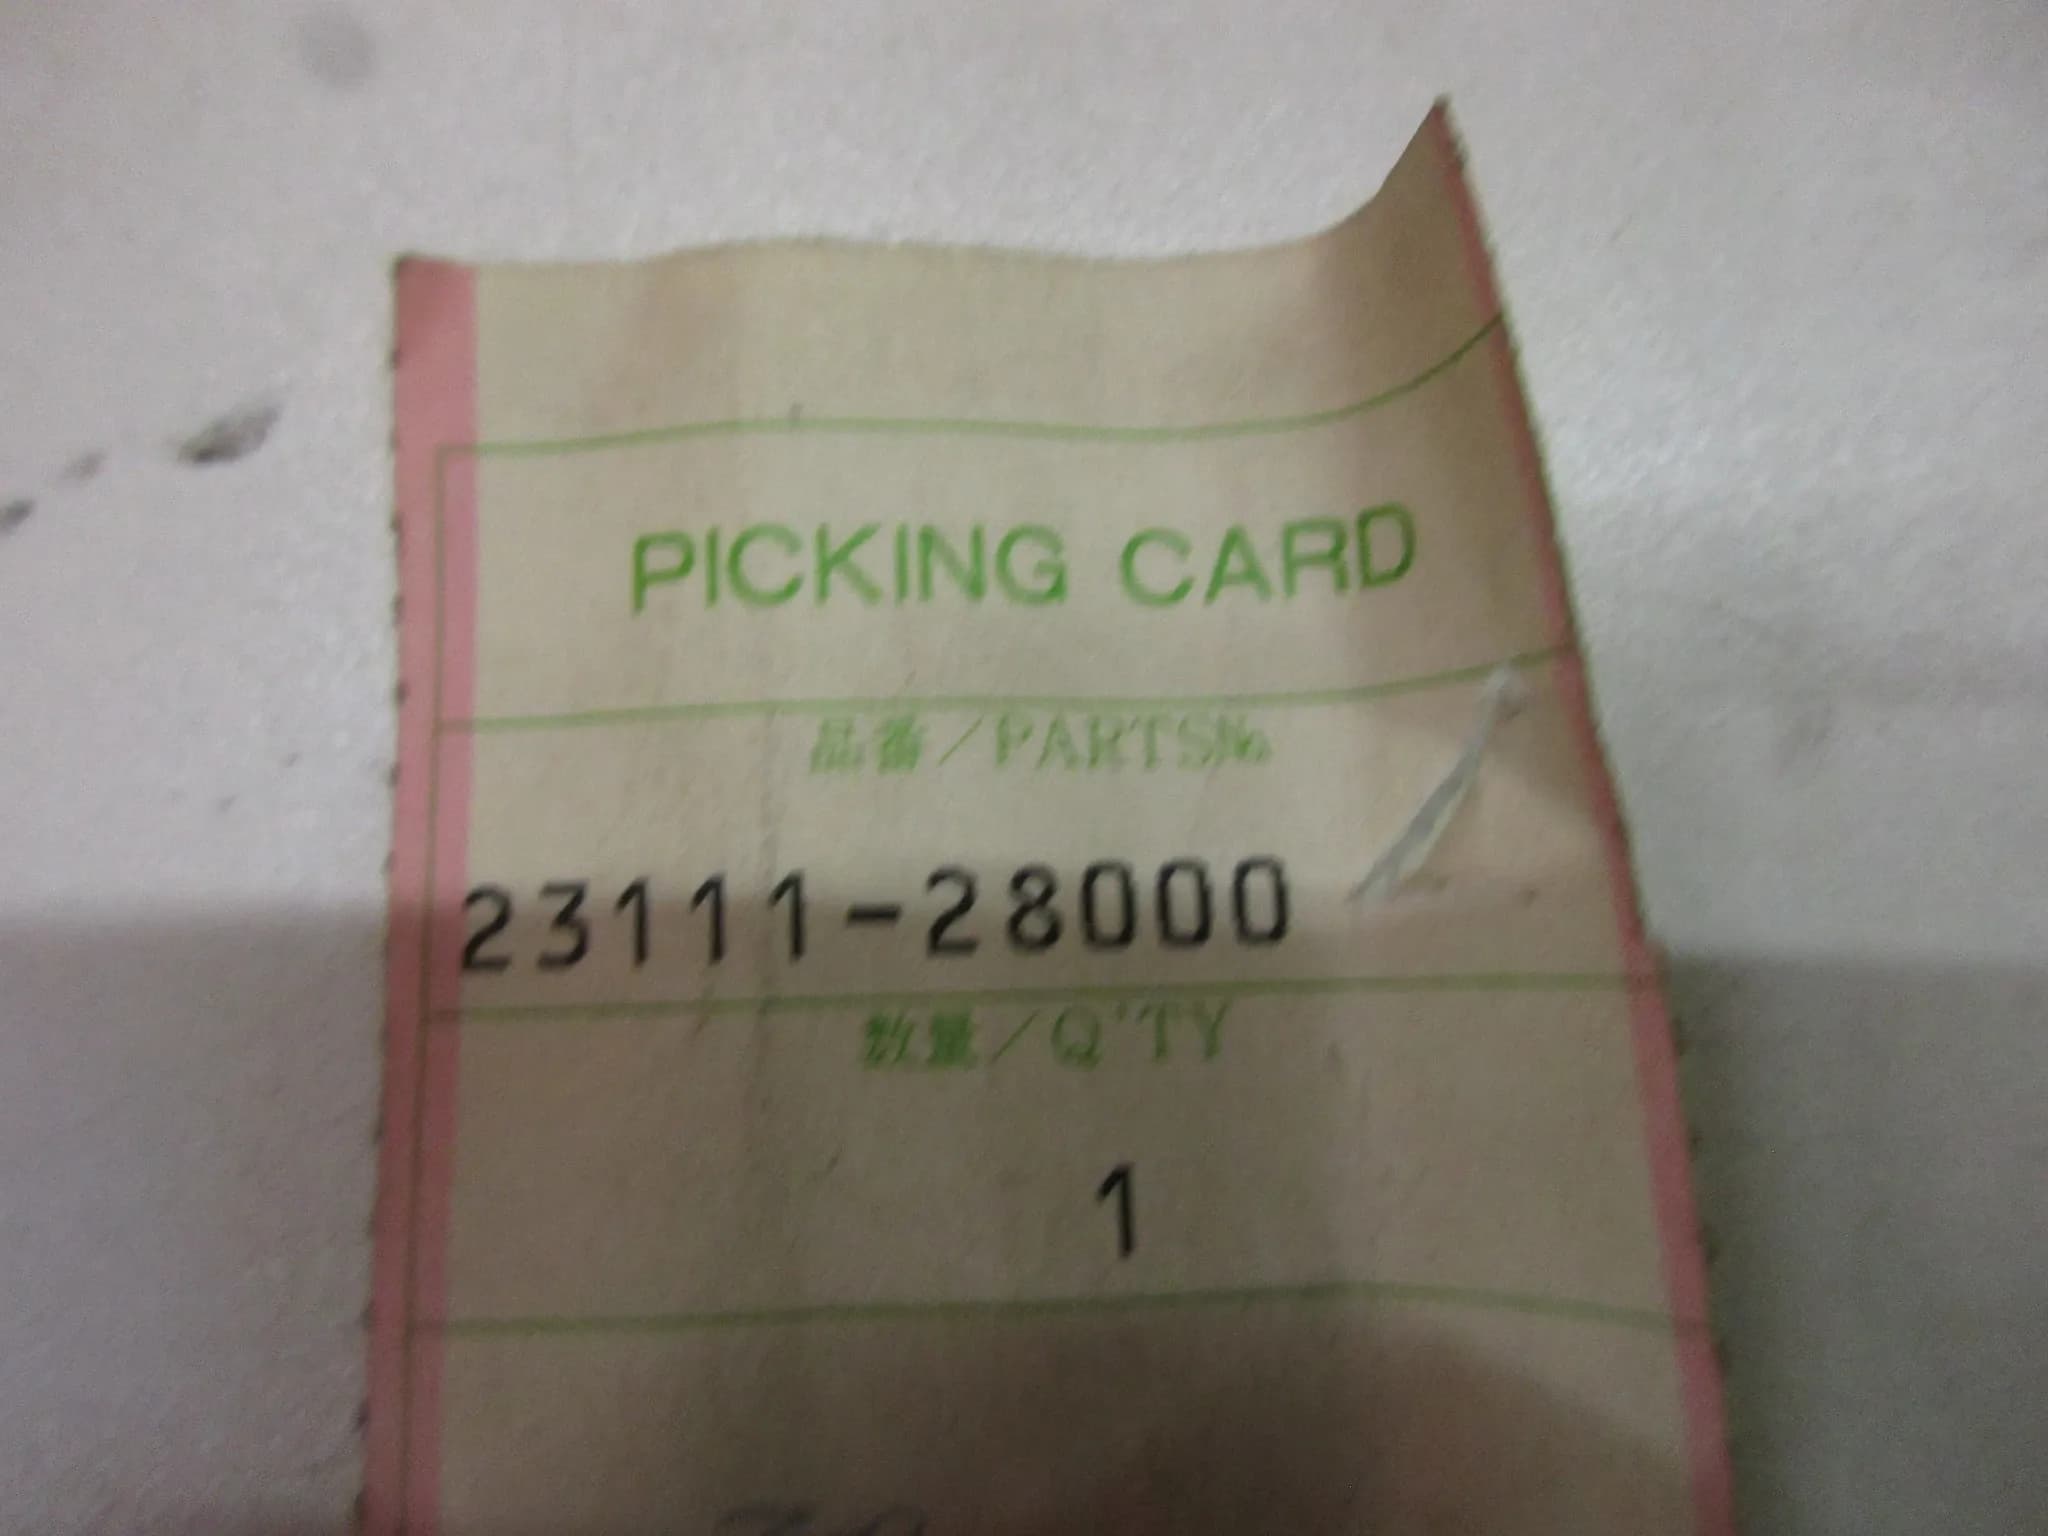 PICKING CARD
品番/PARTS№
23111-28000
数量/Q'TY
1